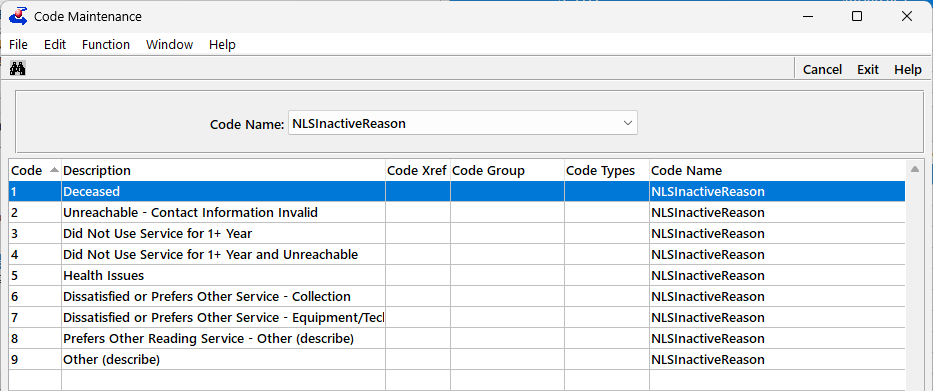 Code Maintenance
File Edit Function Window Help
Cancel Exit Help
Code Name: NLSInactiveReason
Code Description Code Xref Code Group Code Types Code Name
1 Deceased NLSInactiveReason
2 Unreachable - Contact Information Invalid NLSInactiveReason
3 Did Not Use Service for 1+ Year NLSInactiveReason
4 Did Not Use Service for 1+ Year and Unreachable NLSInactiveReason
5 Health Issues NLSInactiveReason
6 Dissatisfied or Prefers Other Service - Collection NLSInactiveReason
7 Dissatisfied or Prefers Other Service - Equipment/Tecl NLSInactiveReason
8 Prefers Other Reading Service - Other (describe) NLSInactiveReason
9 Other (describe) NLSInactiveReason